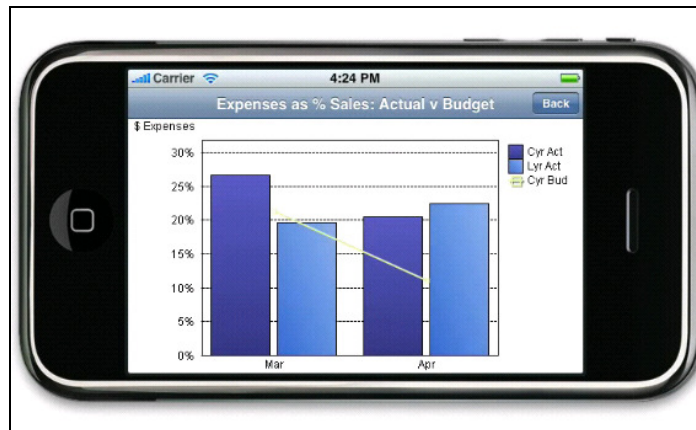 Carrier 4:24 PM
Expenses as % Sales: Actual v Budget Back
$ Expenses
30%
25%
20%
15%
10%
5%
0%
Mar Apr
Cyr Act
Lyr Act
Cyr Bud